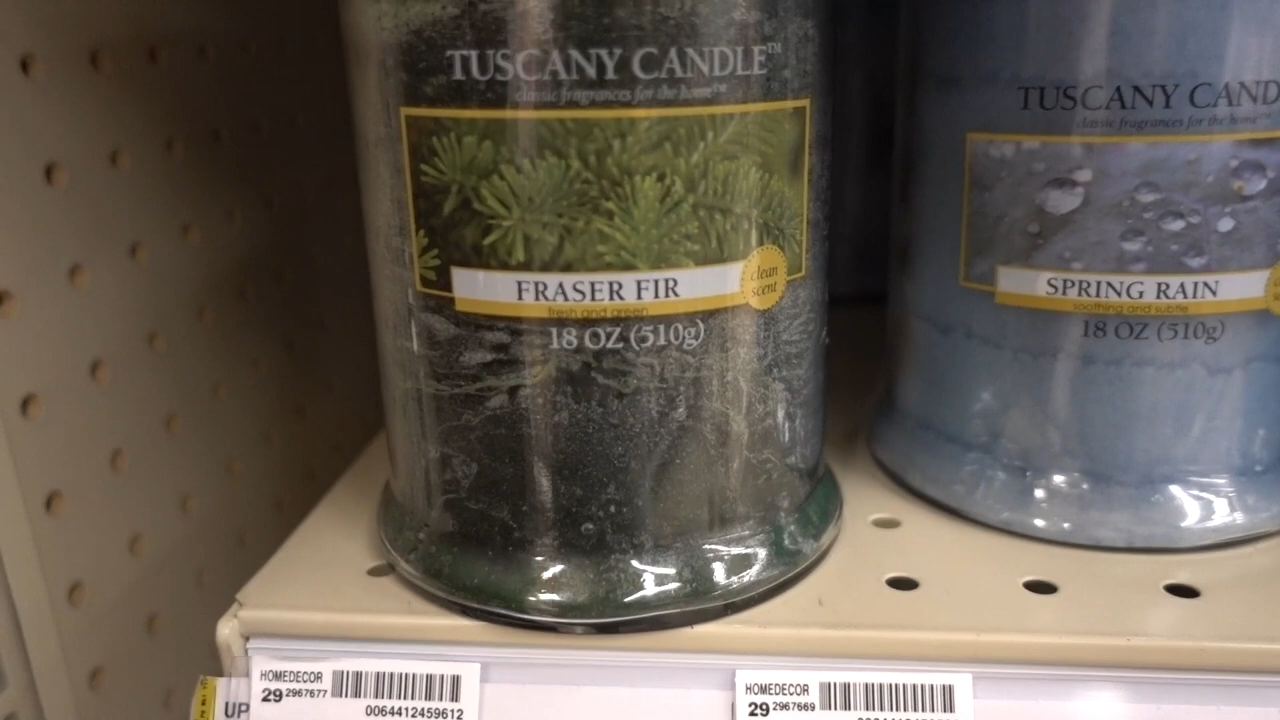 TUSCANY CANDLE™
classic fragrances for the home™
FRASER FIR
clean
scent
fresh and green
18 OZ (510g)
TUSCANY CAND
classic fragrances for the home™
SPRING RAIN
soothing and subtle
18 OZ (510g)
HOMEDECOR
29 2967677
0064412459612
UP
HOMEDECOR
29 2967669